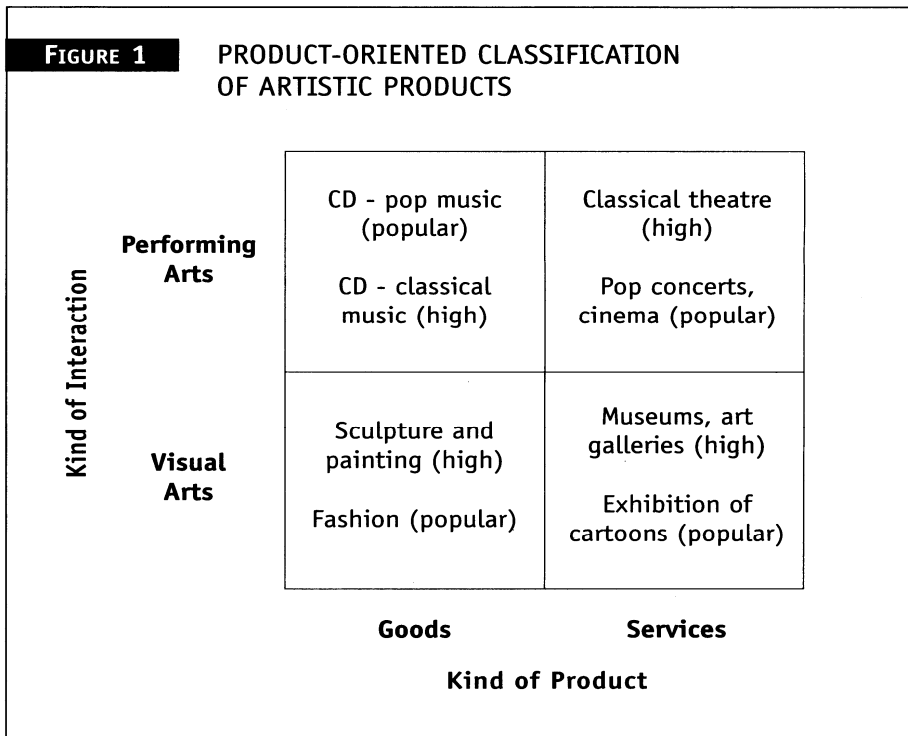 FIGURE 1
PRODUCT-ORIENTED CLASSIFICATION
OF ARTISTIC PRODUCTS
Kind of Interaction
Performing
Arts
CD - pop music
(popular)
CD - classical
music (high)
Classical theatre
(high)
Pop concerts,
cinema (popular)
Visual
Arts
Sculpture and
painting (high)
Fashion (popular)
Museums, art
galleries (high)
Exhibition of
cartoons (popular)
Goods
Services
Kind of Product